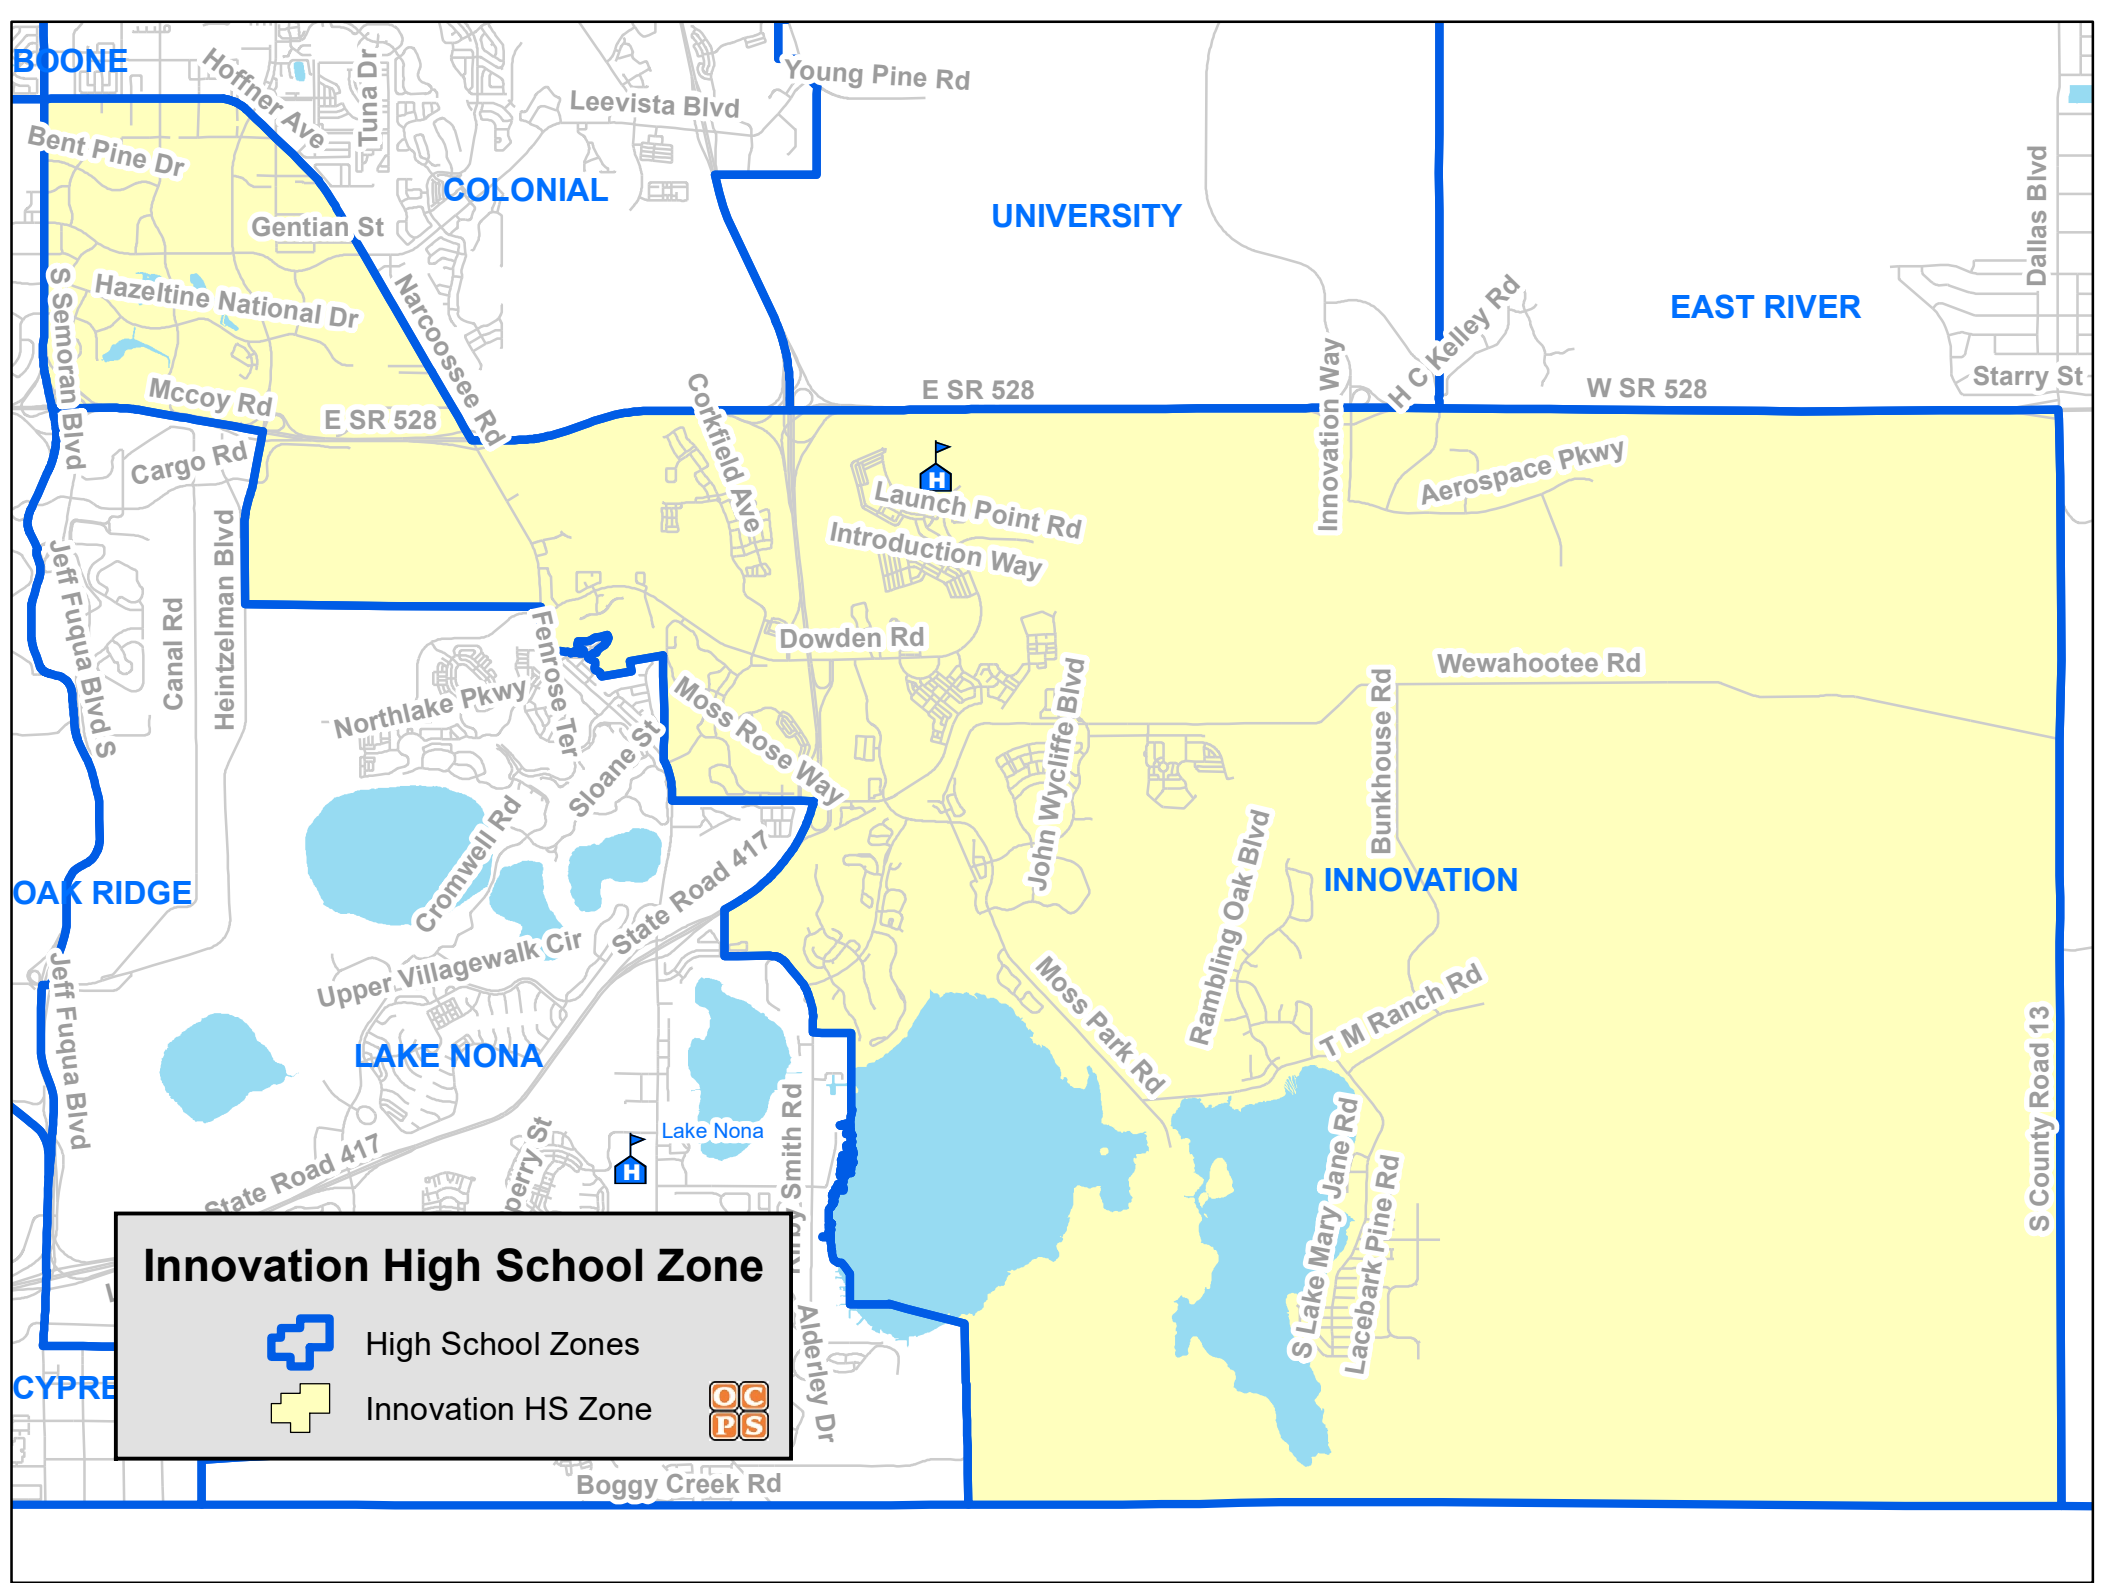 BOONE
Hoffner Ave
Tuna Dr
Young Pine Rd
Leevista Blvd
Bent Pine Dr
COLONIAL
UNIVERSITY
Dallas Blvd
Gentian St
Hazeltine National Dr
S Semoran Blvd
Narcoossee Rd
EAST RIVER
H C Kelley Rd
Innovation Way
Mccoy Rd
E SR 528
E SR 528
W SR 528
Starry St
Corkfield Ave
Cargo Rd
Aerospace Pkwy
H
Launch Point Rd
Introduction Way
Jeff Fuqua Blvd S
Canal Rd
Heintzelman Blvd
Fenrose Ter
Dowden Rd
Wewahootee Rd
Northlake Pkwy
Moss Rose Way
John Wycliffe Blvd
Bunkhouse Rd
Sloane St
Cromwell Rd
State Road 417
Rambling Oak Blvd
INNOVATION
OAK RIDGE
Upper Villagewalk Cir
Jeff Fuqua Blvd
Moss Park Rd
T M Ranch Rd
LAKE NONA
S County Road 13
Lake Nona
H
Kirby Smith Rd
State Road 417
perry St
S Lake Mary Jane Rd
Lacebark Pine Rd
Innovation High School Zone
High School Zones
Innovation HS Zone
OC
PS
Alderley Dr
CYPRE
Boggy Creek Rd